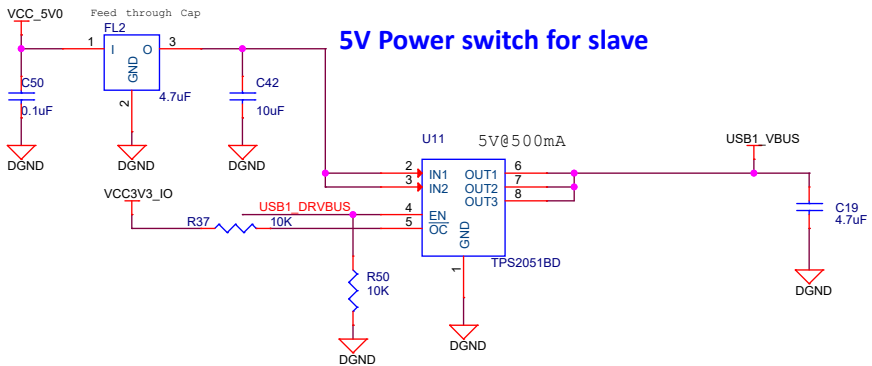 VCC_5V0
Feed through Cap
FL2
5V Power switch for slave
1
I
O
3
GND
2
4.7uF
C50
0.1uF
C42
10uF
DGND
DGND
DGND
U11
5V@500mA
USB1_VBUS
2
IN1
OUT1
6
3
IN2
OUT2
7
OUT3
8
VCC3V3_IO
USB1_DRVBUS
4
EN
R37
10K
5
OC
GND
1
TPS2051BD
C19
4.7uF
R50
10K
DGND
DGND
DGND